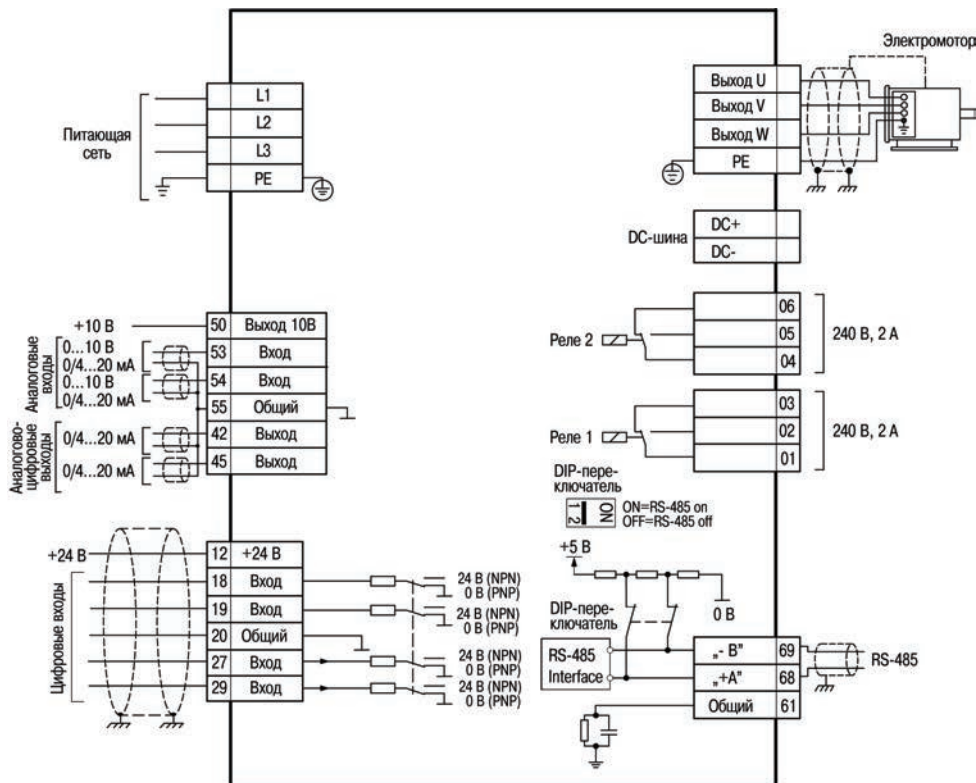 Электромотор
L1
L2
L3
PE
Питающая
сеть
Выход U
Выход V
Выход W
PE
DC-шина
DC+
DC-
+10 В
50 Выход 10В
53 Вход
54 Вход
55 Общий
42 Выход
45 Выход
Аналоговые
входы
0...10 В
0/4...20 мА
0...10 В
0/4...20 мА
Аналогово-
цифровые
выходы
0/4...20 мА
0/4...20 мА
Реле 2
06
05
04
240 В, 2 А
Реле 1
03
02
01
240 В, 2 А
DIP-пере-
ключатель
1 2 ON
ON=RS-485 on
OFF=RS-485 off
+24 В
Цифровые входы
12 +24 В
18 Вход
19 Вход
20 Общий
27 Вход
29 Вход
24 В (NPN)
0 В (PNP)
24 В (NPN)
0 В (PNP)
24 В (NPN)
0 В (PNP)
24 В (NPN)
0 В (PNP)
+5 В
0 В
DIP-пере-
ключатель
RS-485
Interface
„- B" 69
„+A" 68
Общий 61
RS-485